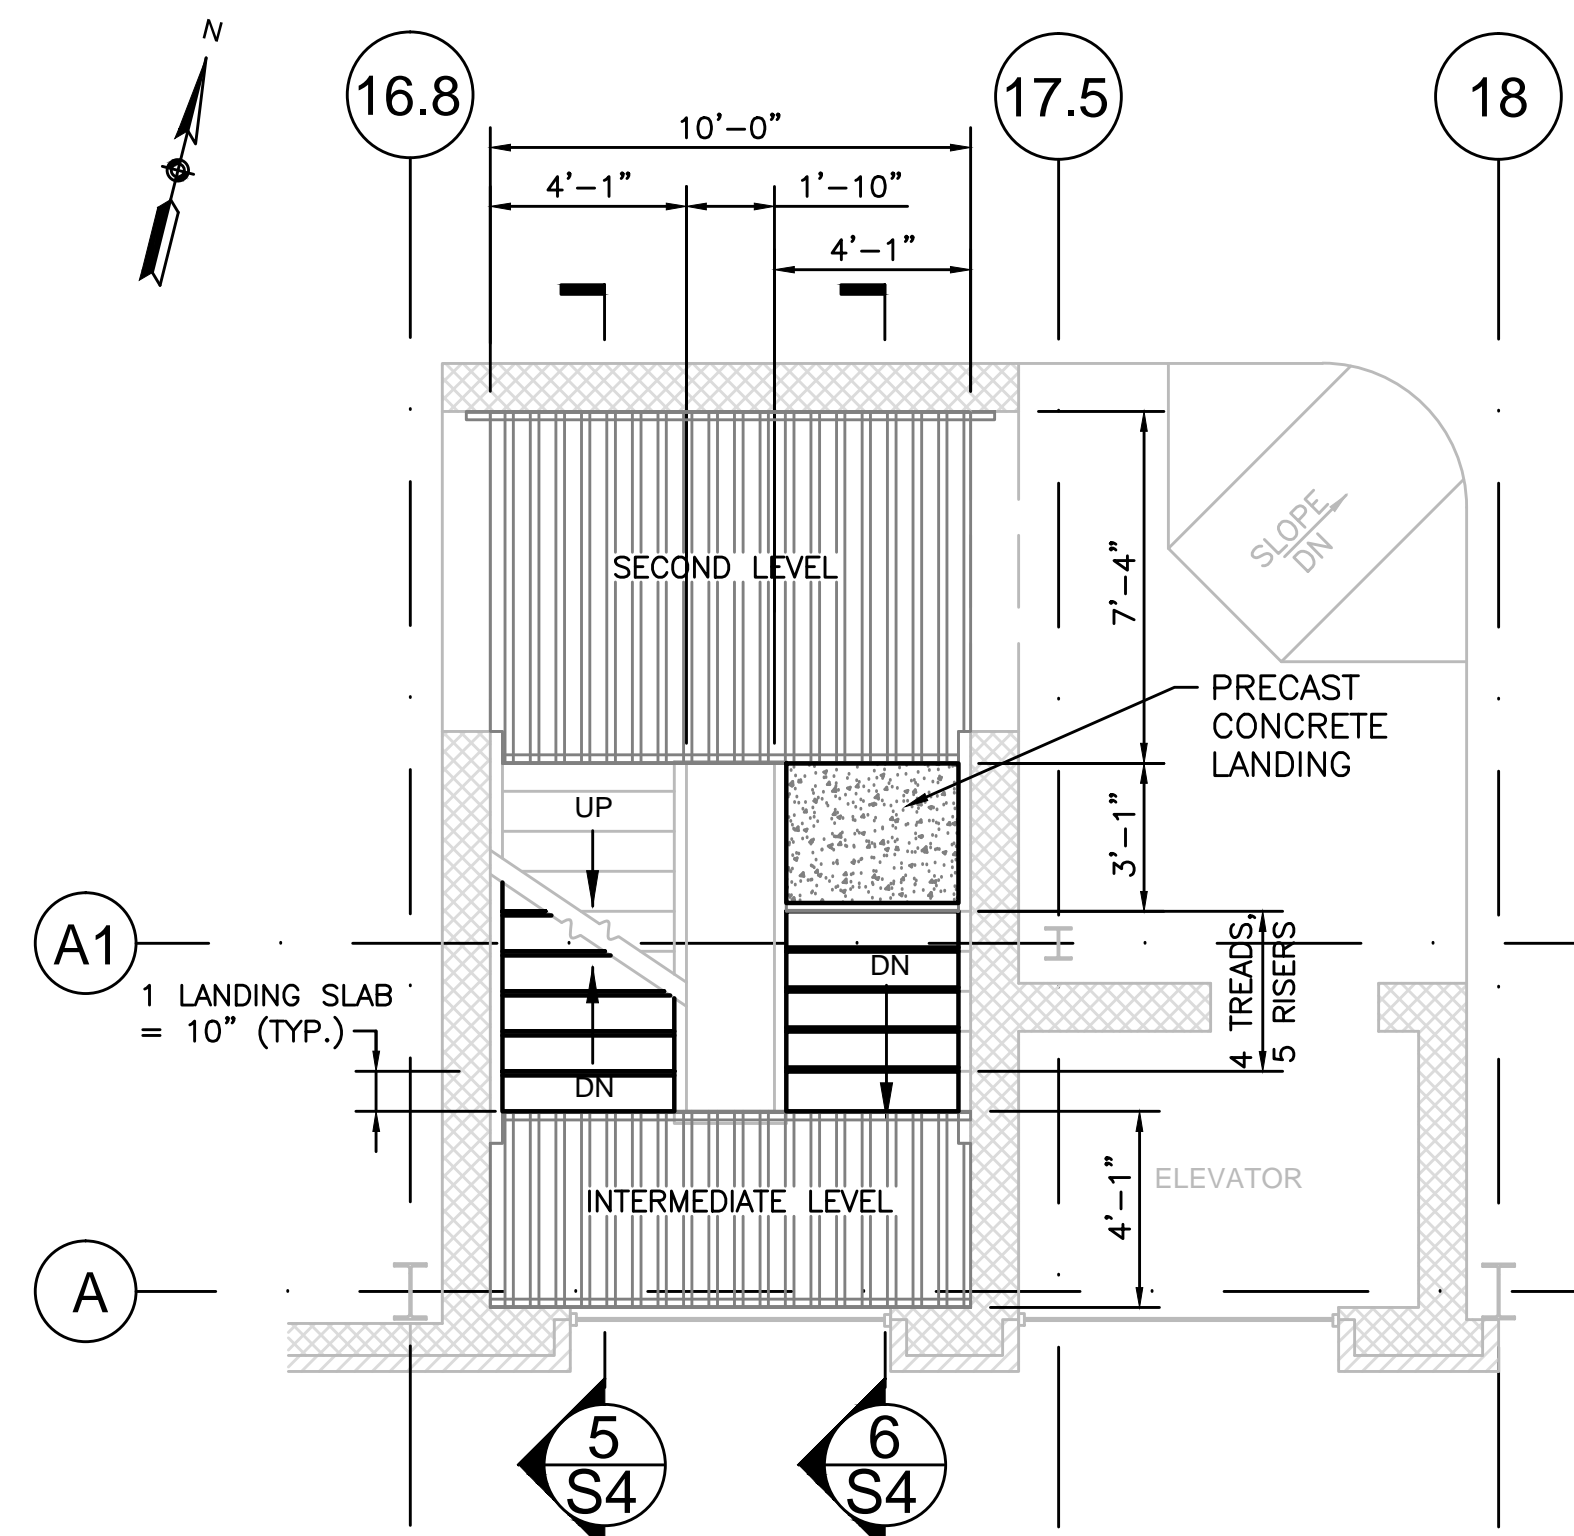 N
16.8
17.5
18
10'-0"
4'-1"
1'-10"
4'-1"
SECOND LEVEL
SLOPE
DN
7'-4"
PRECAST
CONCRETE
LANDING
UP
3'-1"
A1
DN
4 TREADS,
5 RISERS
1 LANDING SLAB
= 10" (TYP.)
DN
4'-1"
ELEVATOR
INTERMEDIATE LEVEL
A
5
S4
6
S4